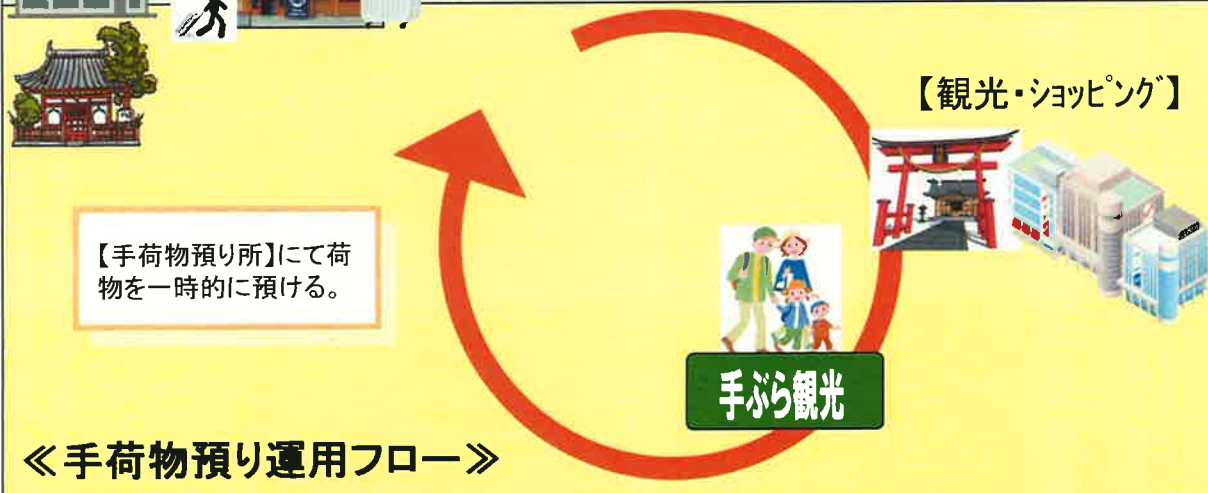 【観光・ショッピング】
【手荷物預り所】にて荷
物を一時的に預ける。
手ぶら観光
≪手荷物預り運用フロー≫